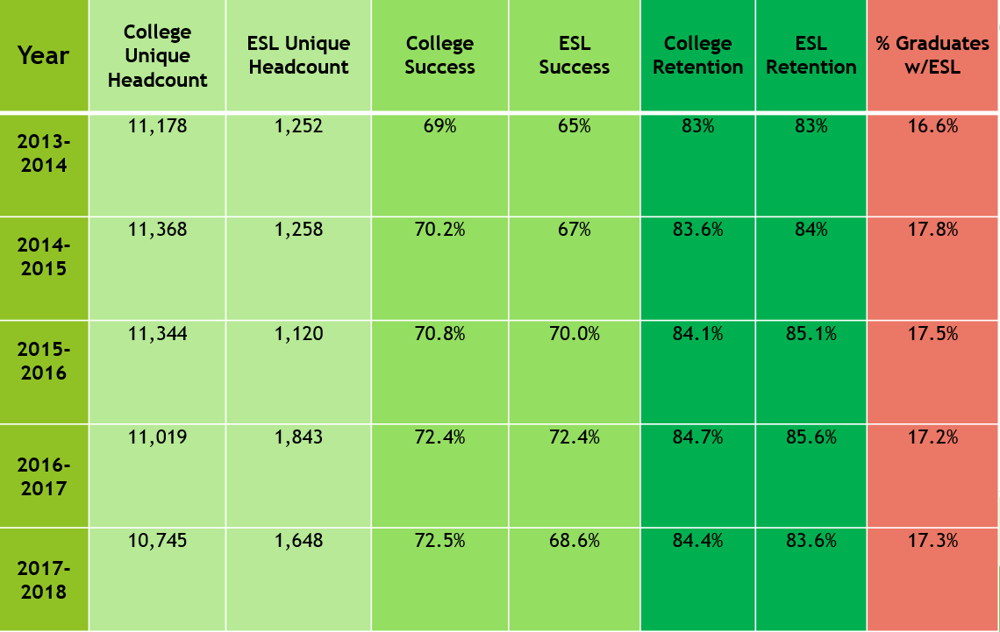 Year
College
Unique
Headcount
ESL Unique
Headcount
College
Success
ESL
Success
College
Retention
ESL
Retention
% Graduates
w/ESL
2013-
2014
11,178
1,252
69%
65%
83%
83%
16.6%
2014-
2015
11,368
1,258
70.2%
67%
83.6%
84%
17.8%
2015-
2016
11,344
1,120
70.8%
70.0%
84.1%
85.1%
17.5%
2016-
2017
11,019
1,843
72.4%
72.4%
84.7%
85.6%
17.2%
2017-
2018
10,745
1,648
72.5%
68.6%
84.4%
83.6%
17.3%